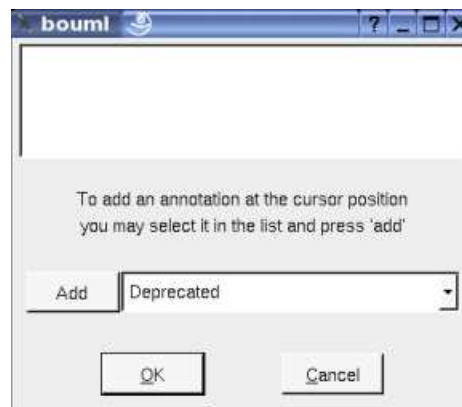 bouml
To add an annotation at the cursor position
you may select it in the list and press 'add'
Add Deprecated
OK Cancel